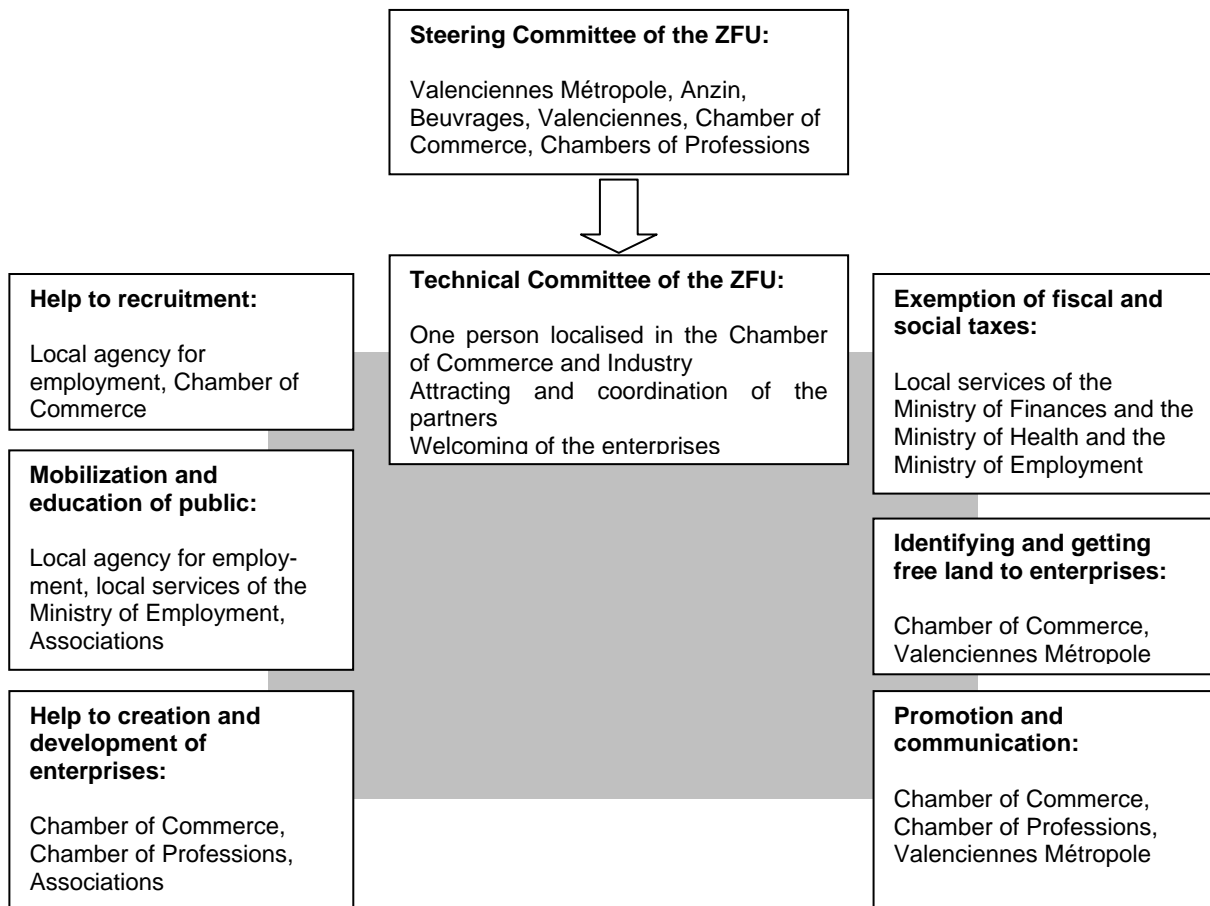 Steering Committee of the ZFU:
Valenciennes Métropole, Anzin,
Beuvrages, Valenciennes, Chamber of
Commerce, Chambers of Professions
Technical Committee of the ZFU:
One person localised in the Chamber
of Commerce and Industry
Attracting and coordination of the
partners
Welcoming of the enterprises
Help to recruitment:
Local agency for
employment, Chamber of
Commerce
Mobilization and
education of public:
Local agency for employ-
ment, local services of the
Ministry of Employment,
Associations
Help to creation and
development of
enterprises:
Chamber of Commerce,
Chamber of Professions,
Associations
Exemption of fiscal and
social taxes:
Local services of the
Ministry of Finances and the
Ministry of Health and the
Ministry of Employment
Identifying and getting
free land to enterprises:
Chamber of Commerce,
Valenciennes Métropole
Promotion and
communication:
Chamber of Commerce,
Chamber of Professions,
Valenciennes Métropole